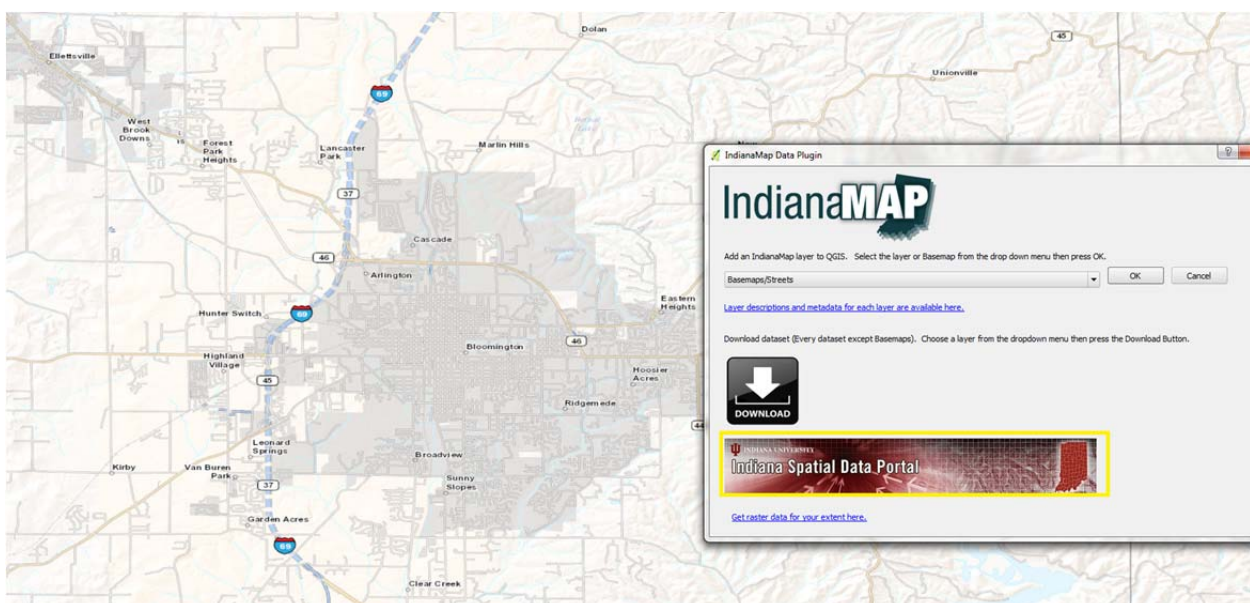 Dolan
45
Ellettsville
Unionville
69
West
Brook
Downs
Forest
Park
Heights
Lancaster
Park
Marlin Hills
37
Cascade
46
Arlington
Eastern
Heights
Hunter Switch
69
Bloomington
46
Highland
Village
45
Hoosier
Acres
Ridgemede
Leonard
Springs
Broadview
Kirby
Van Buren
Park
Sunny
Slopes
37
Garden Acres
69
Clear Creek
IndianaMap Data Plugin
IndianaMAP
Add an IndianaMap layer to QGIS. Select the layer or Basemap from the drop down menu then press OK.
Basemaps/Streets
OK
Cancel
Layer descriptions and metadata for each layer are available here.
Download dataset (Every dataset except Basemaps). Choose a layer from the dropdown menu then press the Download Button.
DOWNLOAD
INDIANA UNIVERSITY
Indiana Spatial Data Portal
Get raster data for your extent here.